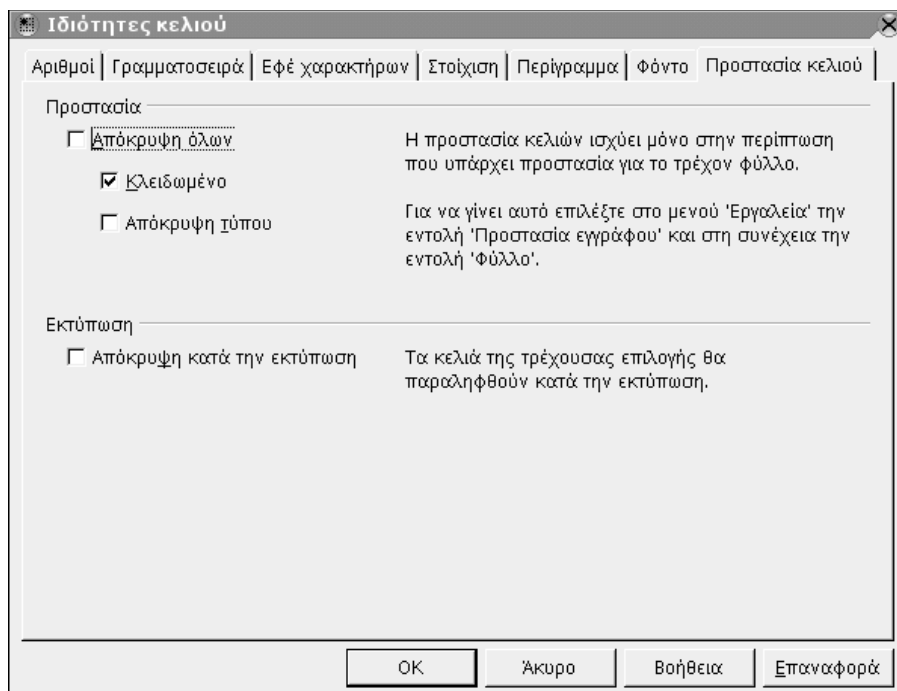 Ιδιότητες κελιού
Αριθμοί Γραμματοσειρά Εφέ χαρακτήρων Στοίχιση Περίγραμμα Φόντο Προστασία κελιού
Προστασία
Απόκρυψη όλων
Κλειδωμένο
Απόκρυψη τύπου
Η προστασία κελιών ισχύει μόνο στην περίπτωση
που υπάρχει προστασία για το τρέχον φύλλο.
Για να γίνει αυτό επιλέξτε στο μενού 'Εργαλεία' την
εντολή 'Προστασία εγγράφου' και στη συνέχεια την
εντολή 'Φύλλο'.
Εκτύπωση
Απόκρυψη κατά την εκτύπωση
Τα κελιά της τρέχουσας επιλογής θα
παραληφθούν κατά την εκτύπωση.
OK Άκυρο Βοήθεια Επαναφορά